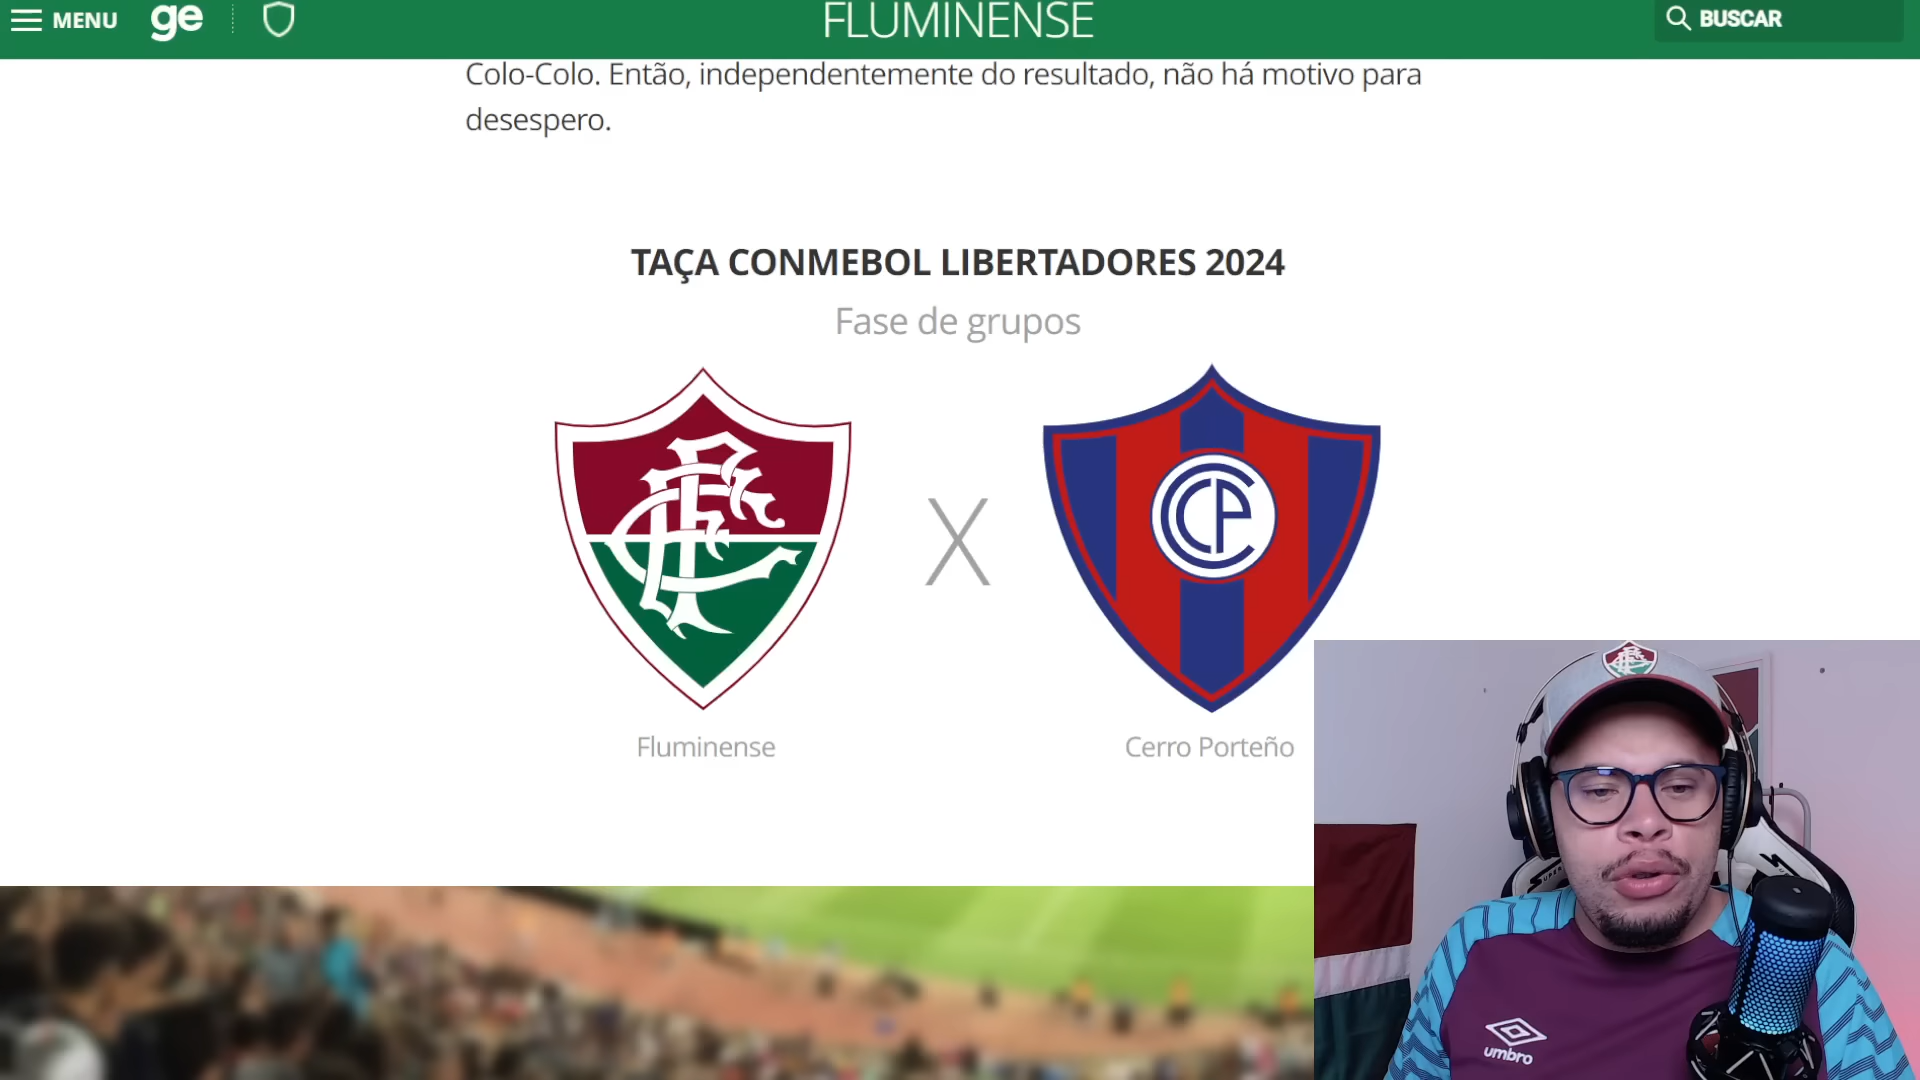 MENU
ge
FLUMINENSE
BUSCAR
Colo-Colo. Então, independentemente do resultado, não há motivo para
desespero.
TAÇA CONMEBOL LIBERTADORES 2024
Fase de grupos
X
CCP
Fluminense
Cerro Porteño
umbro